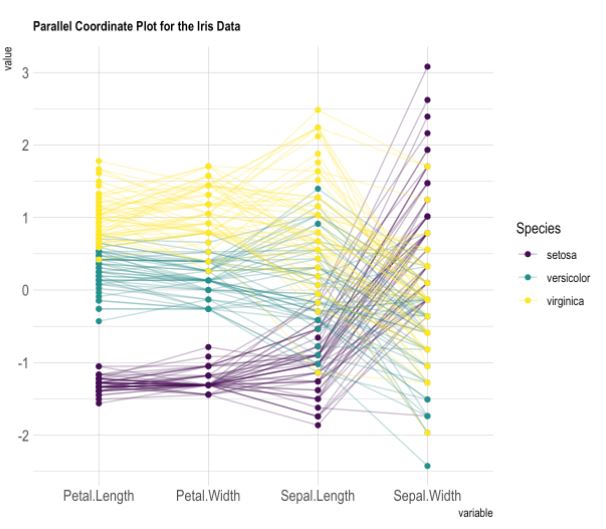 Parallel Coordinate Plot for the Iris Data
value
3
2
1
0
-1
-2
Petal.Length
Petal.Width
Sepal.Length
Sepal.Width
variable
Species
setosa
versicolor
virginica